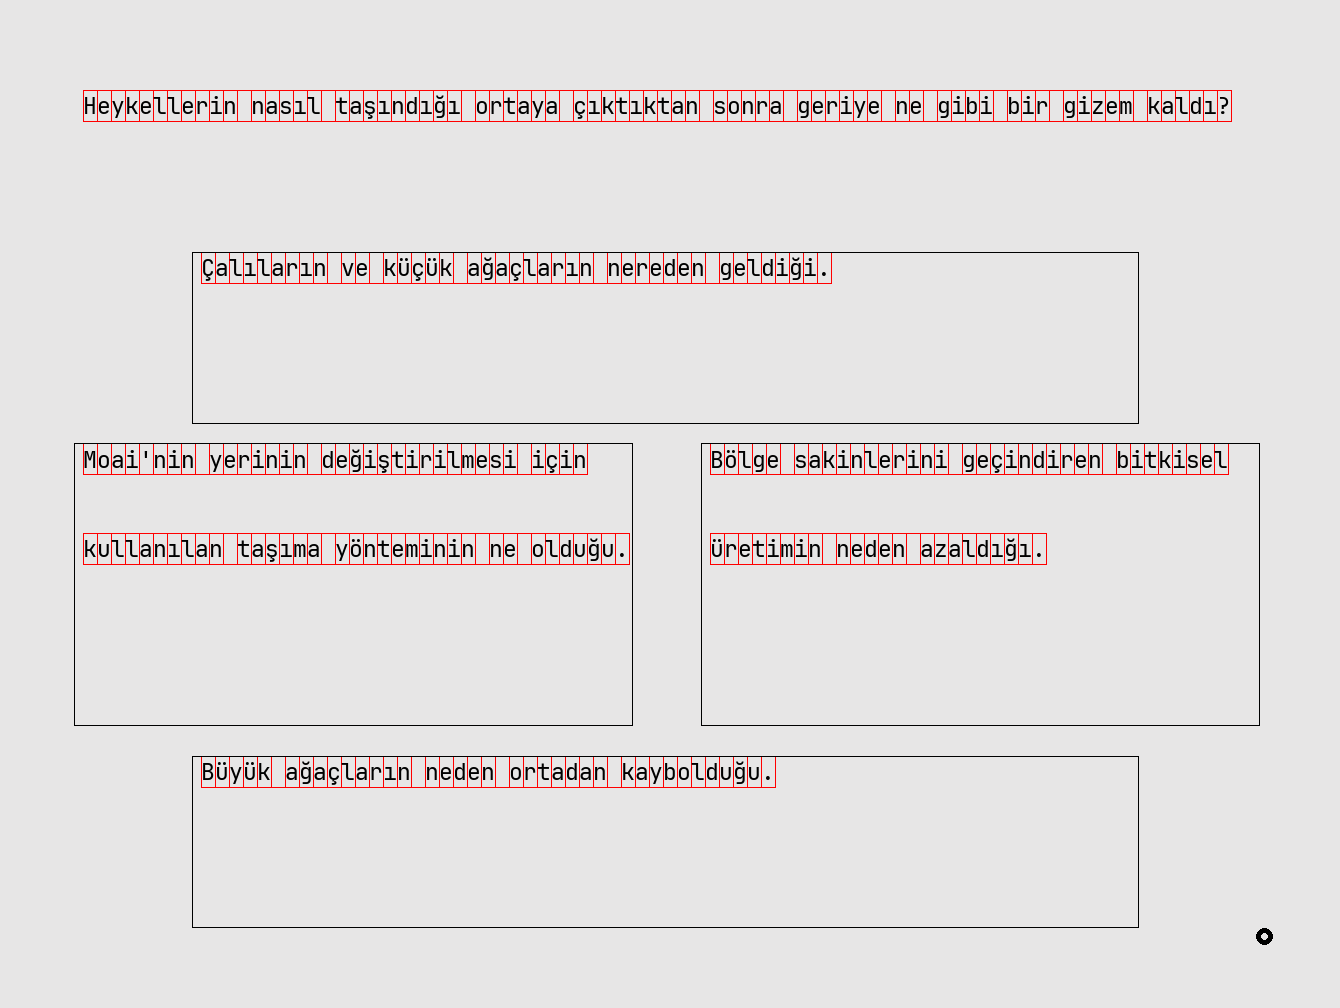 Heykellerin nasıl taşındığı ortaya çıktıktan sonra geriye ne gibi bir gizem kaldı?
Çalıların ve küçük ağaçların nereden geldiği.
Moai'nin yerinin değiştirilmesi için
kullanılan taşıma yönteminin ne olduğu.
Bölge sakinlerini geçindiren bitkisel
üretimin neden azaldığı.
Büyük ağaçların neden ortadan kaybolduğu.